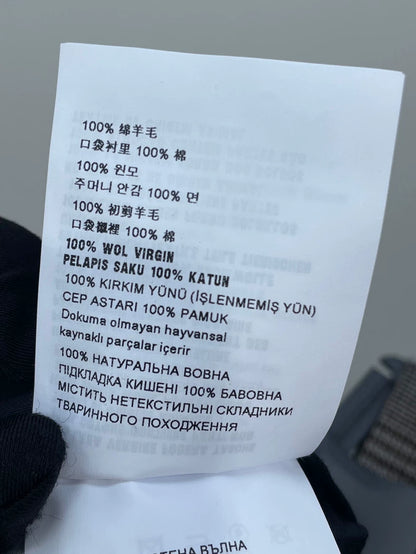 100% 绵羊毛
口袋衬里 100% 棉
100% 원모
주머니 안감 100% 면
100% 初剪羊毛
口袋襯裡 100% 棉
100% WOL VIRGIN
PELAPIS SAKU 100% KATUN
100% KIRKIM YÜNÜ (İŞLENMEMİŞ YÜN)
CEP ASTARI 100% PAMUK
Dokuma olmayan hayvansal
kaynaklı parçalar içerir
100% НАТУРАЛЬНА ВОВНА
ПІДКЛАДКА КИШЕНІ 100% БАВОВНА
МІСТИТЬ НЕТЕКСТИЛЬНІ СКЛАДНИКИ
ТВАРИННОГО ПОХОДЖЕННЯ
ВЪЛНА